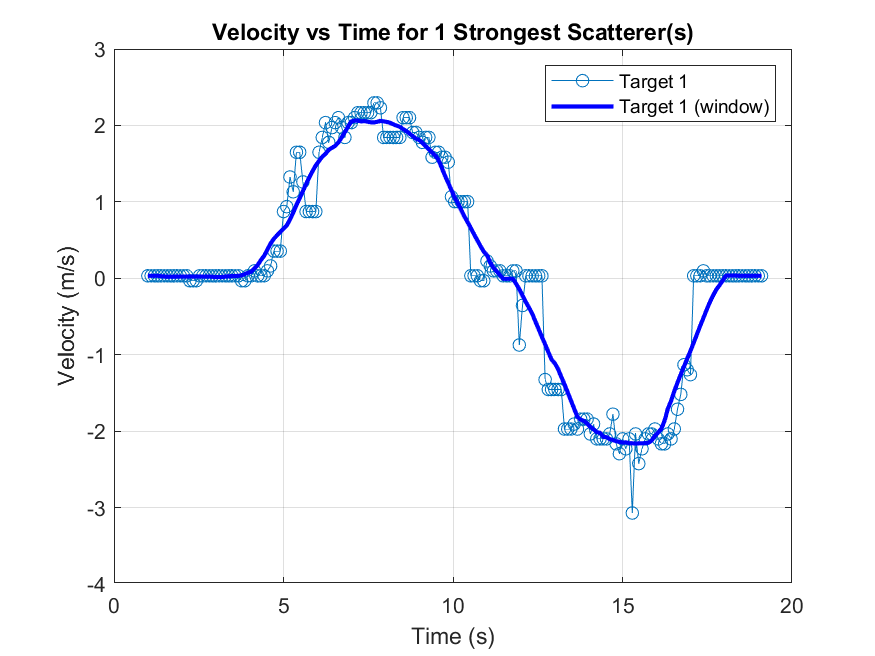 Velocity vs Time for 1 Strongest Scatterer(s)
Target 1
Target 1 (window)
3
2
1
0
-1
-2
-3
-4
Velocity (m/s)
0 5 10 15 20
Time (s)